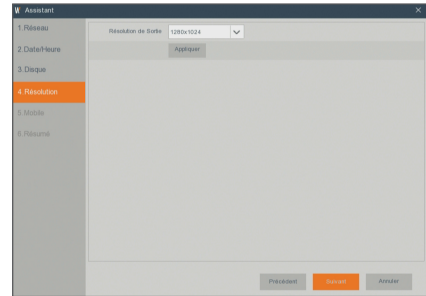 Assistant
1. Réseau
2. Date/Heure
3. Disque
4. Résolution
5. Mobile
6. Résumé
Résolution de Sortie 1280x1024
Appliquer
Précédent Suivant Annuler